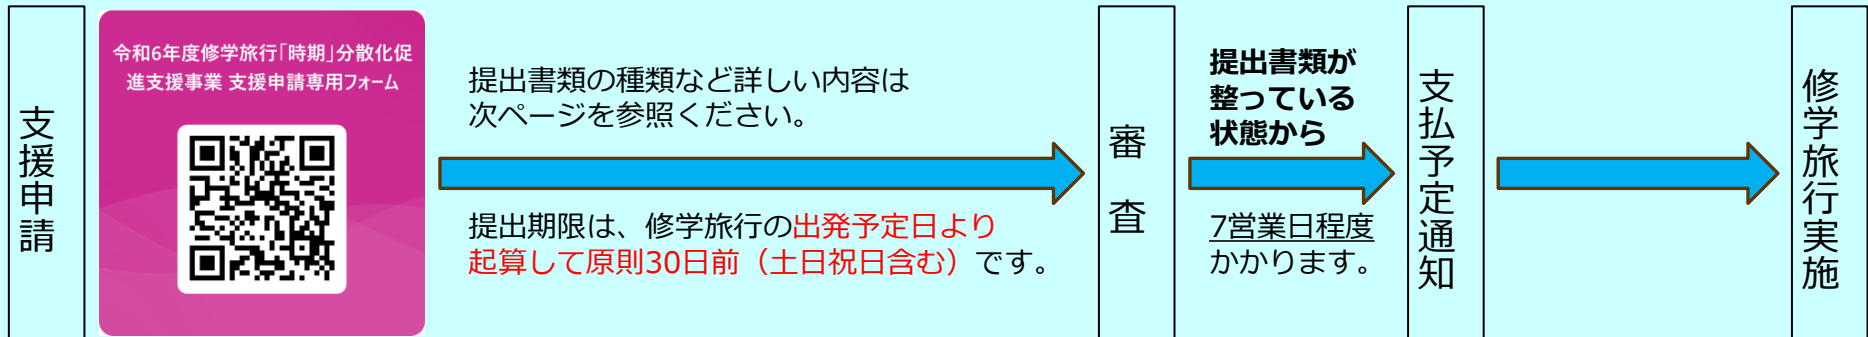 支援申請
令和6年度修学旅行「時期」分散化促
進支援事業 支援申請専用フォーム
提出書類の種類など詳しい内容は
次ページを参照ください。
提出期限は、修学旅行の出発予定日より
起算して原則30日前（土日祝日含む）です。
審査
提出書類が
整っている
状態から
7営業日程度
かかります。
支払予定通知
修学旅行実施